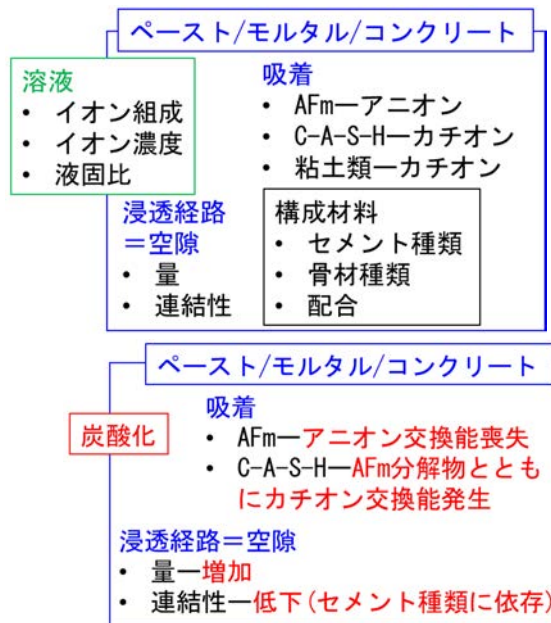 ペースト/モルタル/コンクリート
溶液
• イオン組成
• イオン濃度
• 液固比
吸着
• AFm―アニオン
• C-A-S-H―カチオン
• 粘土類―カチオン
浸透経路
＝空隙
• 量
• 連結性
構成材料
• セメント種類
• 骨材種類
• 配合
ペースト/モルタル/コンクリート
炭酸化
吸着
• AFm―アニオン交換能喪失
• C-A-S-H―AFm分解物ととも
にカチオン交換能発生
浸透経路＝空隙
• 量―増加
• 連結性―低下(セメント種類に依存)